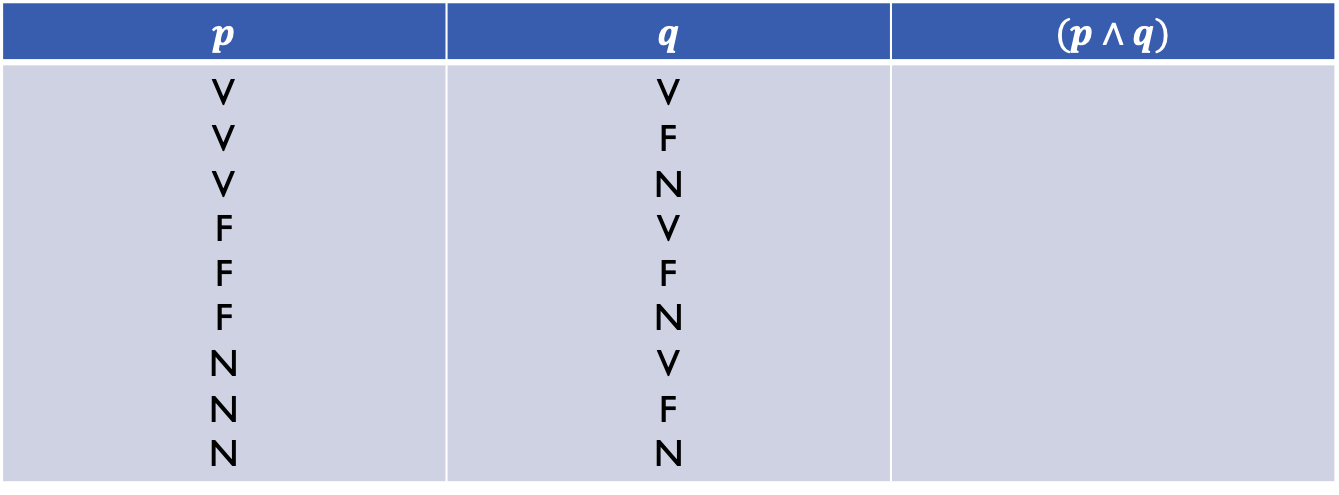 p q (p ∧ q)
V V
V F
V N
F V
F F
F N
N V
N F
N N